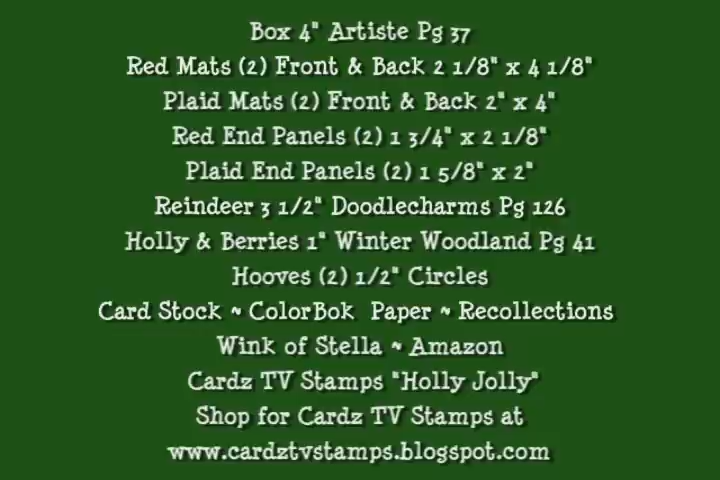 Box 4" Artiste Pg 37
Red Mats (2) Front & Back 2 1/8" x 4 1/8"
Plaid Mats (2) Front & Back 2" x 4"
Red End Panels (2) 1 3/4" x 2 1/8"
Plaid End Panels (2) 1 5/8" x 2"
Reindeer 3 1/2" Doodlecharms Pg 126
Holly & Berries 1" Winter Woodland Pg 41
Hooves (2) 1/2" Circles
Card Stock ~ ColorBok Paper ~ Recollections
Wink of Stella ~ Amazon
Cardz TV Stamps "Holly Jolly"
Shop for Cardz TV Stamps at
www.cardztvstamps.blogspot.com